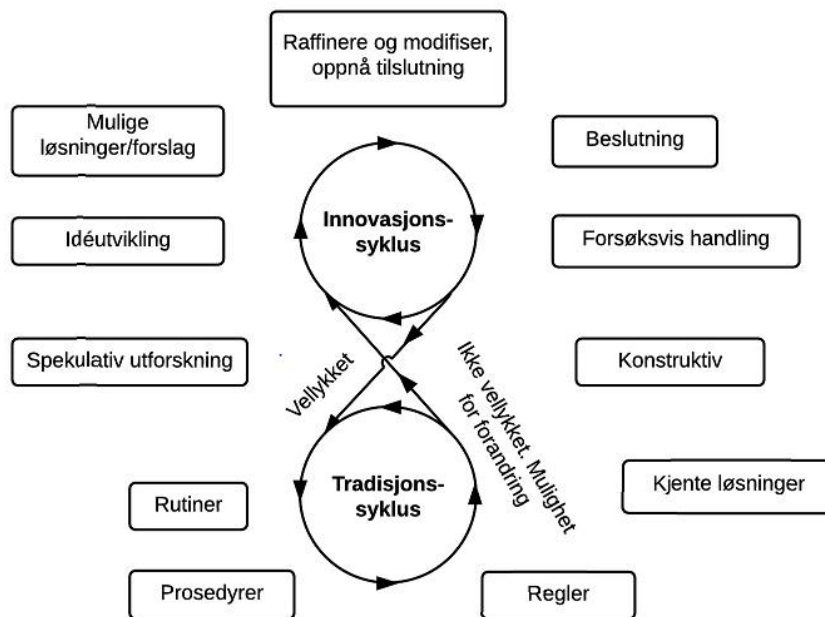 Raffinere og modifiser,
oppnå tilslutning
Mulige
løsninger/forslag
Beslutning
Innovasjons-
syklus
Idéutvikling
Forsøksvis handling
Spekulativ utforskning
Vellykket
Ikke vellykket. Mulighet
for forandring
Konstruktiv
Tradisjons-
syklus
Kjente løsninger
Rutiner
Prosedyrer
Regler